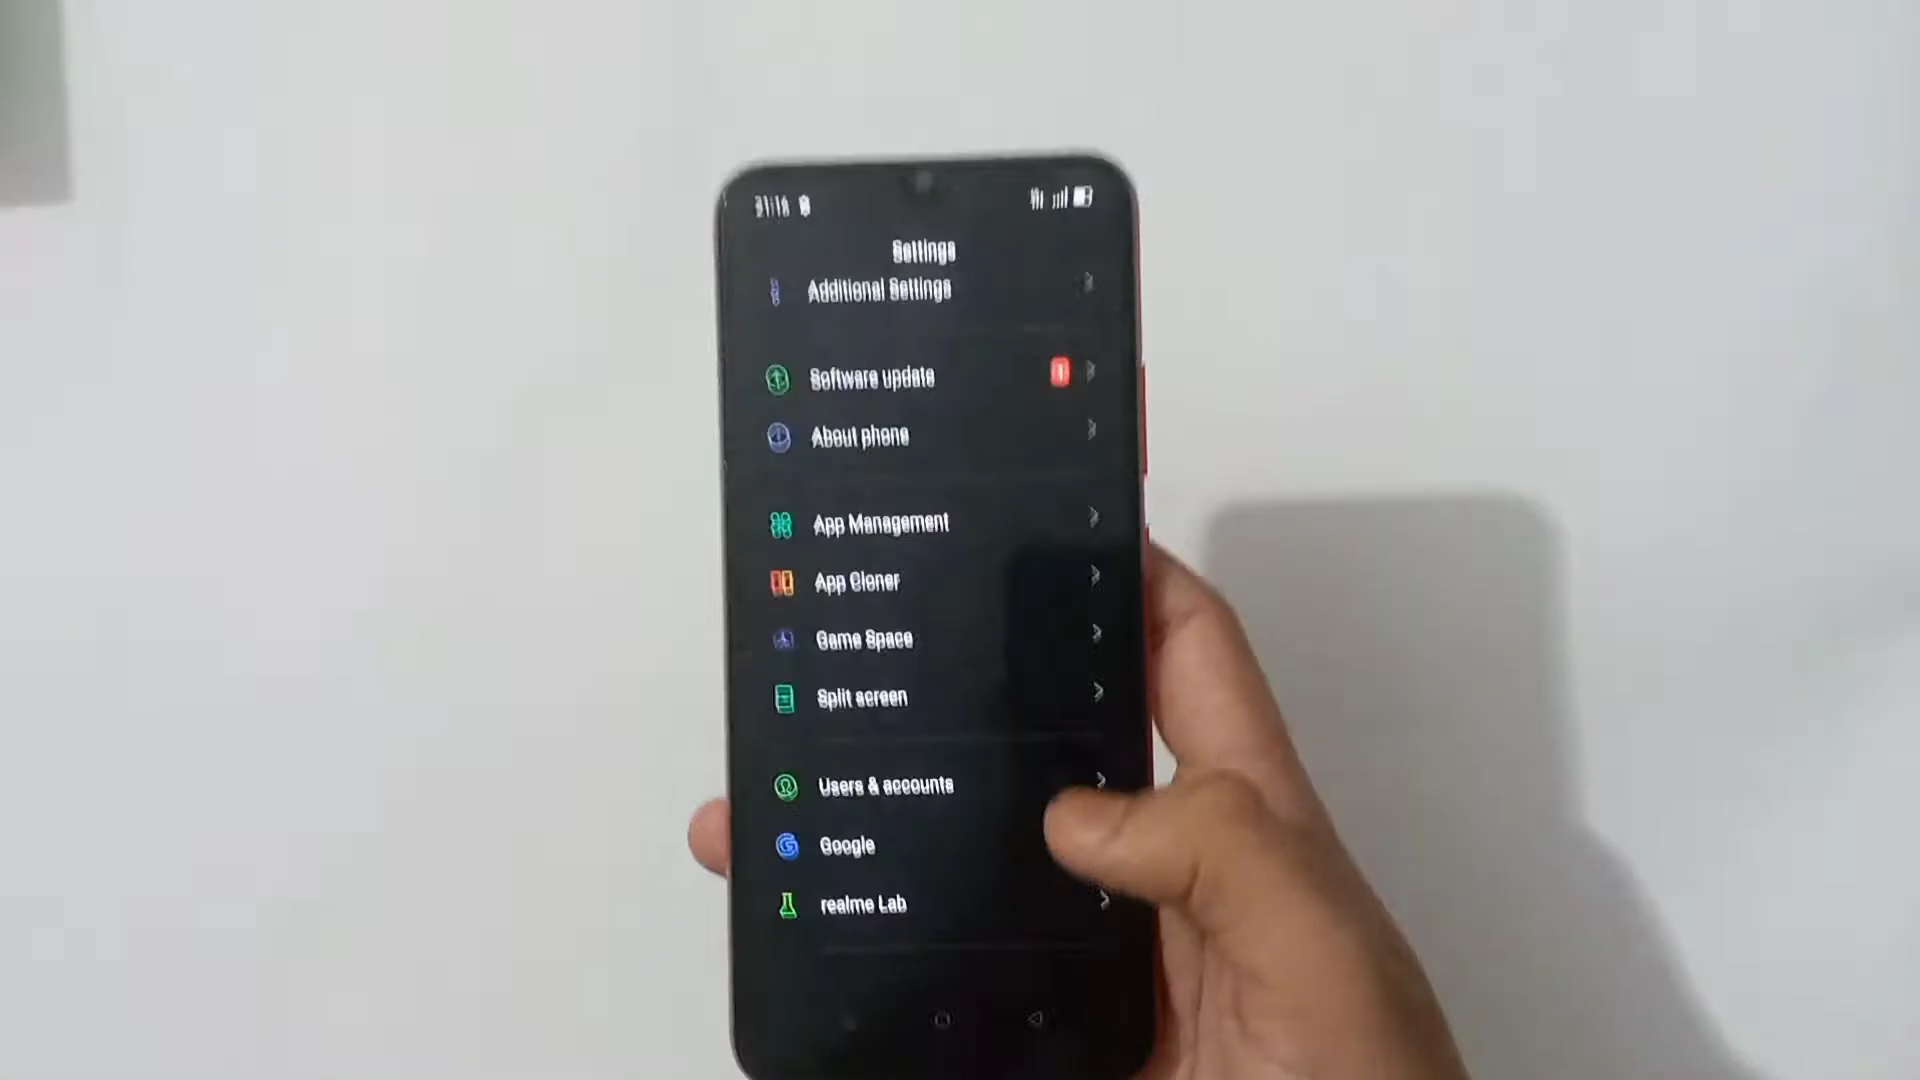 Settings
Additional Settings
Software update
About phone
App Management
App Cloner
Game Space
Split screen
Users & accounts
Google
realme Lab